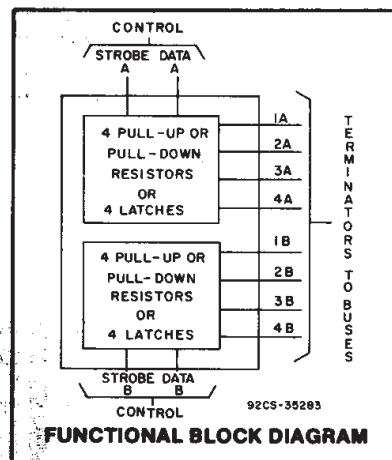 CONTROL
STROBE DATA
A A
4 PULL-UP OR
PULL-DOWN
RESISTORS
OR
4 LATCHES
1A
2A
3A
4A
4 PULL-UP OR
PULL-DOWN
RESISTORS
OR
4 LATCHES
1B
2B
3B
4B
TERMINATORS TO BUSES
STROBE DATA
B B
CONTROL
92CS-35283
FUNCTIONAL BLOCK DIAGRAM